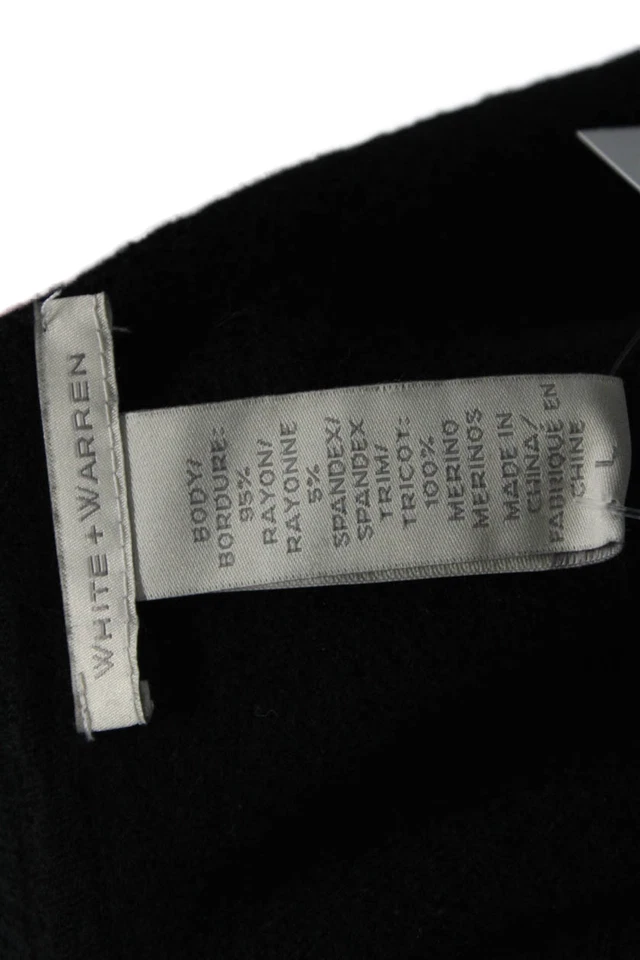 WHITE + WARREN
BODY/
BORDURE:
95%
RAYON/
RAYONNE
5%
SPANDEX/
SPANDEX
TRIM/
TRICOT:
100%
MERINO
MERINOS
MADE IN
CHINA/
FABRIQUÉ EN
CHINE
L